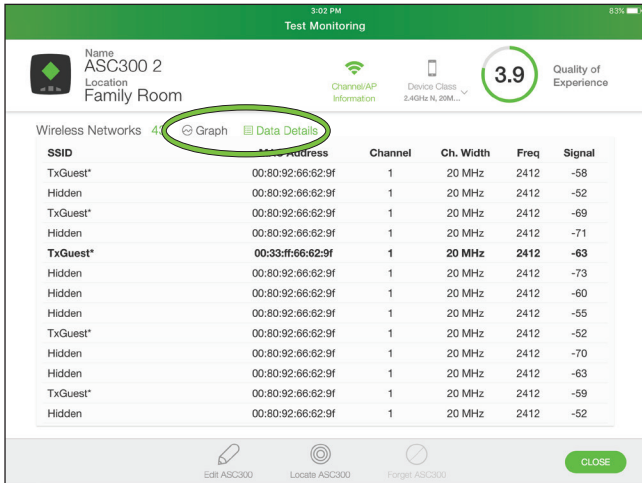 3:02 PM
83%
Test Monitoring
Name
ASC300 2
Location
Family Room
Channel/AP
Information
Device Class
2.4GHz N, 20M...
3.9
Quality of
Experience
Wireless Networks
Graph
Data Details
SSID Address Channel Ch. Width Freq Signal
TxGuest* 00:80:92:66:62:9f 1 20 MHz 2412 -58
Hidden 00:80:92:66:62:9f 1 20 MHz 2412 -52
TxGuest* 00:80:92:66:62:9f 1 20 MHz 2412 -69
Hidden 00:80:92:66:62:9f 1 20 MHz 2412 -71
TxGuest* 00:33:ff:66:62:9f 1 20 MHz 2412 -63
Hidden 00:80:92:66:62:9f 1 20 MHz 2412 -73
Hidden 00:80:92:66:62:9f 1 20 MHz 2412 -60
Hidden 00:80:92:66:62:9f 1 20 MHz 2412 -55
TxGuest* 00:80:92:66:62:9f 1 20 MHz 2412 -52
Hidden 00:80:92:66:62:9f 1 20 MHz 2412 -70
Hidden 00:80:92:66:62:9f 1 20 MHz 2412 -63
TxGuest* 00:80:92:66:62:9f 1 20 MHz 2412 -59
Hidden 00:80:92:66:62:9f 1 20 MHz 2412 -52
Edit ASC300
Locate ASC300
Forget ASC300
CLOSE